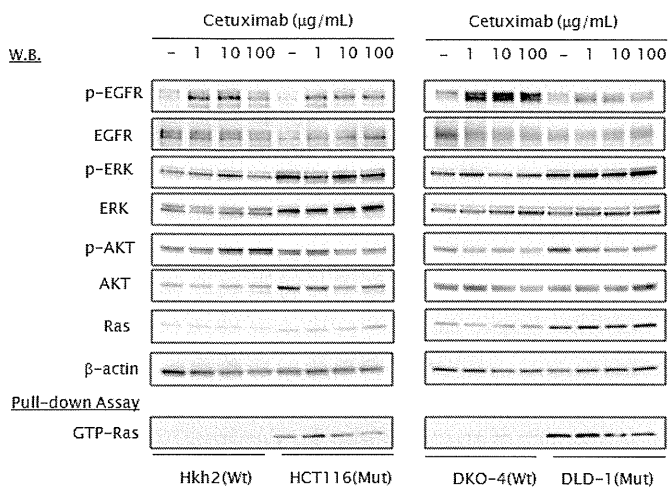 Cetuximab (μg/mL) Cetuximab (μg/mL)
W.B. – 1 10 100 – 1 10 100 – 1 10 100 – 1 10 100
p-EGFR
EGFR
p-ERK
ERK
p-AKT
AKT
Ras
β-actin
Pull-down Assay
GTP-Ras
Hkh2(Wt) HCT116(Mut) DKO-4(Wt) DLD-1(Mut)